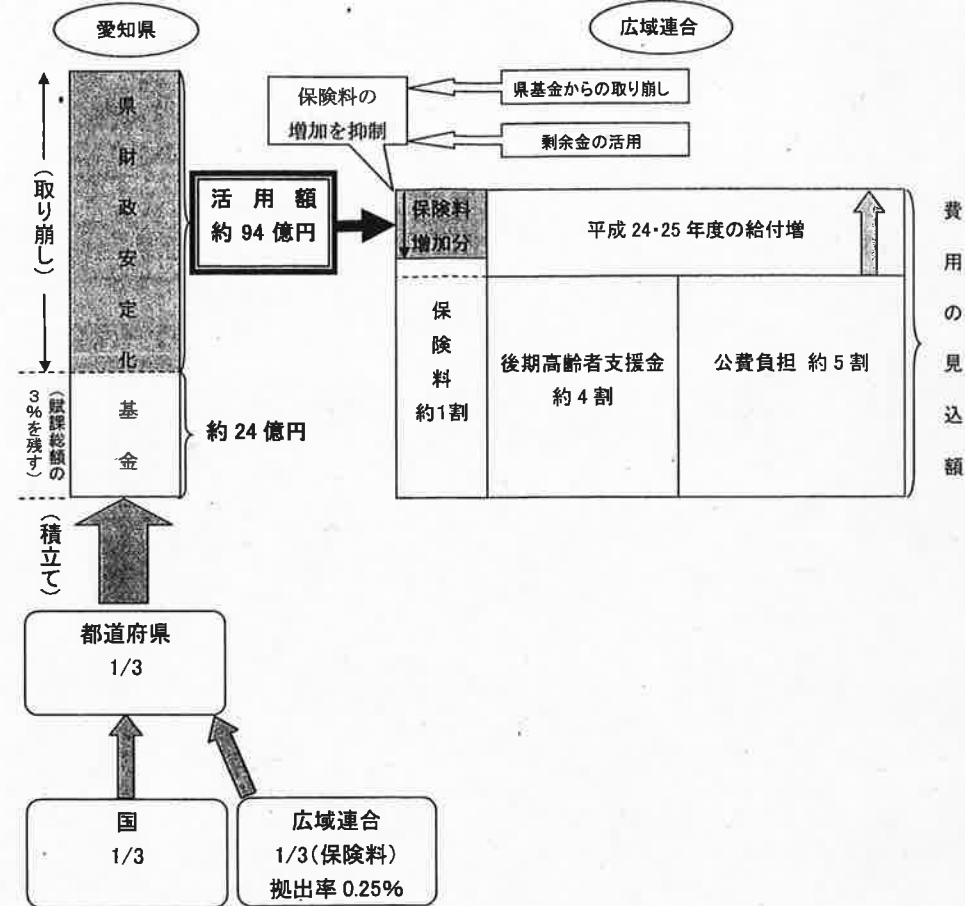 愛知県
広域連合
保険料の
増加を抑制
県基金からの取り崩し
剰余金の活用
(取り崩し)
県財政安定化
基金
活用額
約94億円
保険料
増加分
平成24・25年度の給付増
保険料
約1割
後期高齢者支援金
約4割
公費負担 約5割
費用の見込額
(賦課総額の
3%を残す)
約24億円
(積立て)
都道府県
1/3
国
1/3
広域連合
1/3(保険料)
拠出率0.25%